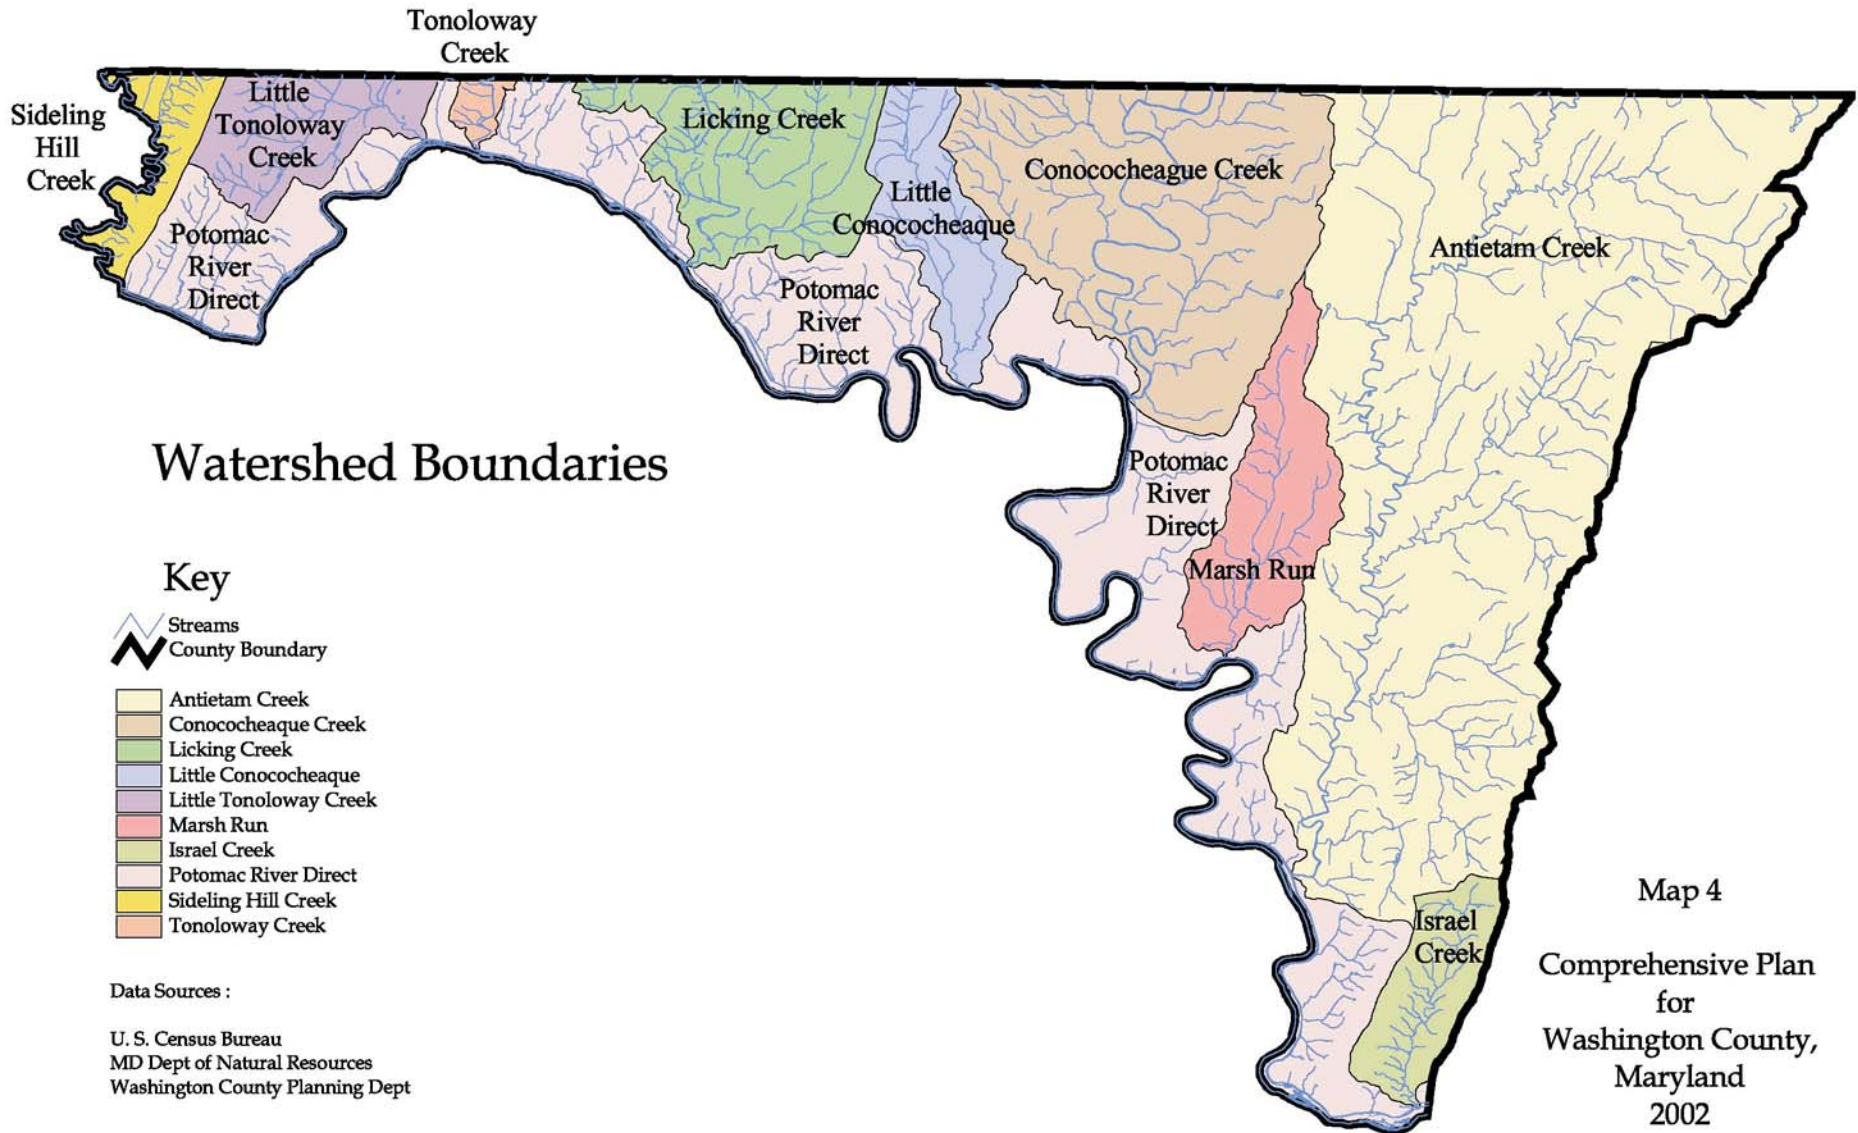 Tonoloway
Creek
Sideling
Hill
Creek
Little
Tonoloway
Creek
Potomac
River
Direct
Licking Creek
Little
Conococheaque
Potomac
River
Direct
Conococheague Creek
Antietam Creek
Potomac
River
Direct
Marsh Run
Israel
Creek
Watershed Boundaries
Key
Streams
County Boundary
Antietam Creek
Conococheaque Creek
Licking Creek
Little Conococheaque
Little Tonoloway Creek
Marsh Run
Israel Creek
Potomac River Direct
Sideling Hill Creek
Tonoloway Creek
Data Sources :
U. S. Census Bureau
MD Dept of Natural Resources
Washington County Planning Dept
Map 4
Comprehensive Plan
for
Washington County,
Maryland
2002